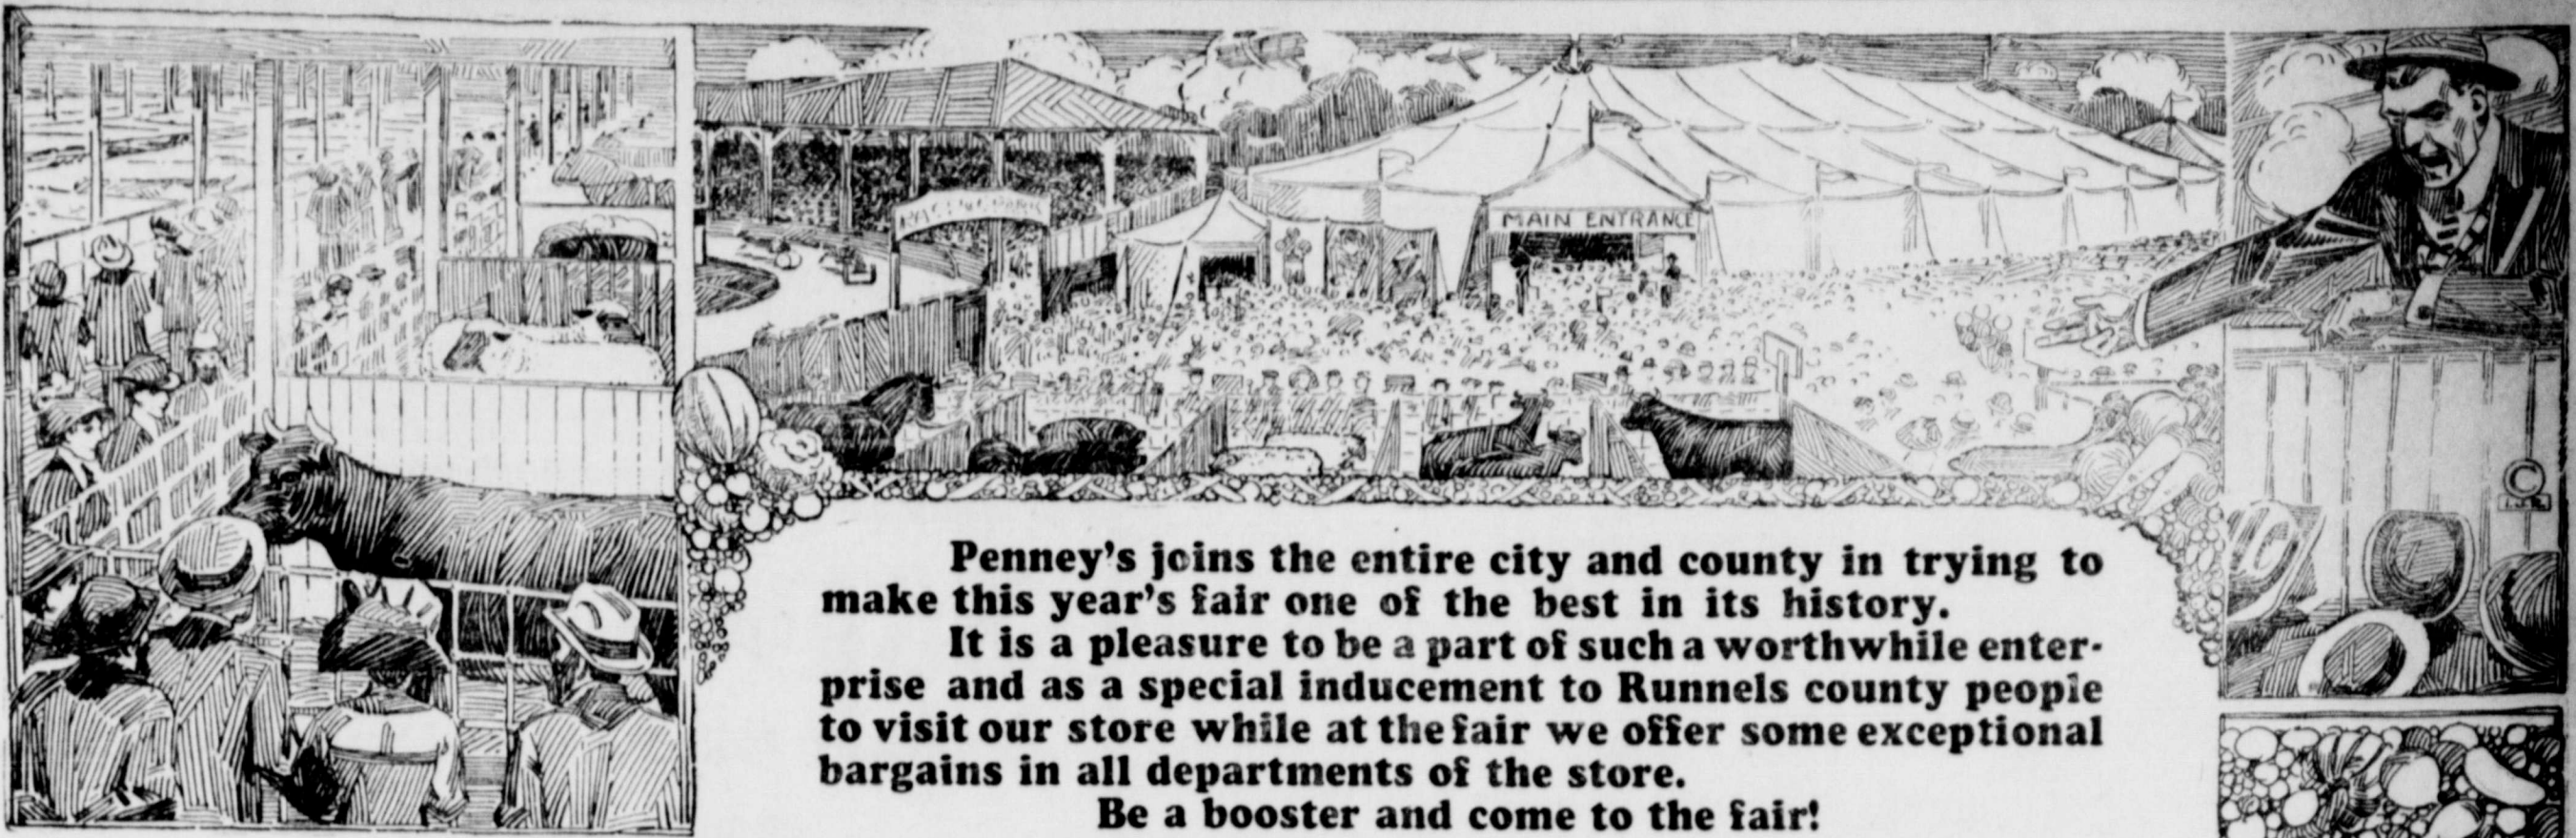 RACING PARK
MAIN ENTRANCE
Penney's joins the entire city and county in trying to
make this year's fair one of the best in its history.
It is a pleasure to be a part of such a worthwhile enter-
prise and as a special inducement to Runnels county people
to visit our store while at the fair we offer some exceptional
bargains in all departments of the store.
Be a booster and come to the fair!
C